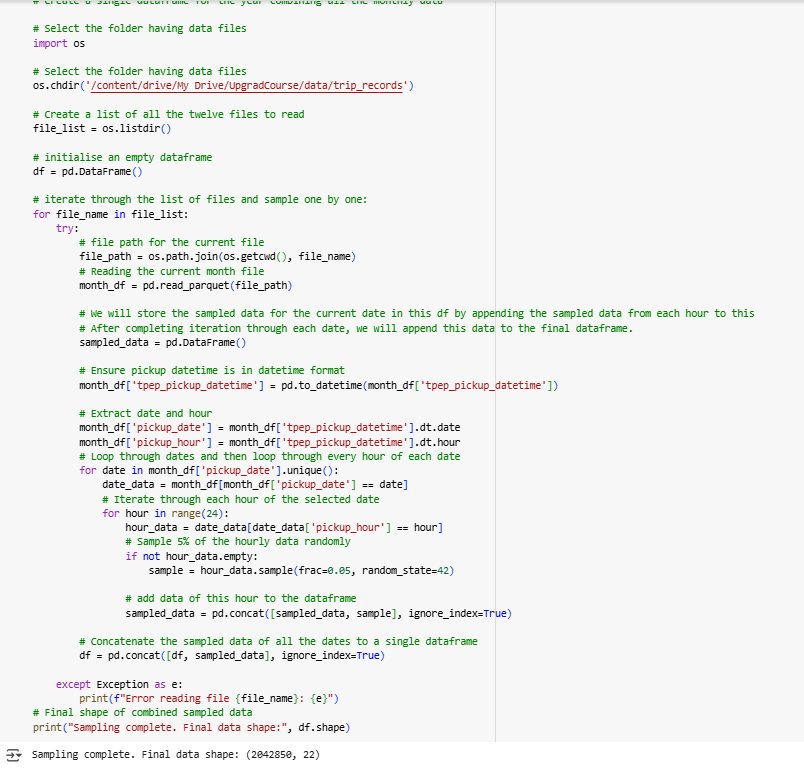 # Create a single dataframe for the year combining all the monthly data
# Select the folder having data files
import os
# Select the folder having data files
os.chdir('/content/drive/My Drive/UpgradCourse/data/trip_records')
# Create a list of all the twelve files to read
file_list = os.listdir()
# initialise an empty dataframe
df = pd.DataFrame()
# iterate through the list of files and sample one by one:
for file_name in file_list:
    try:
        # file path for the current file
        file_path = os.path.join(os.getcwd(), file_name)
        # Reading the current month file
        month_df = pd.read_parquet(file_path)
        # We will store the sampled data for the current date in this df by appending the sampled data from each hour to this
        # After completing iteration through each date, we will append this data to the final dataframe.
        sampled_data = pd.DataFrame()
        # Ensure pickup datetime is in datetime format
        month_df['tpep_pickup_datetime'] = pd.to_datetime(month_df['tpep_pickup_datetime'])
        # Extract date and hour
        month_df['pickup_date'] = month_df['tpep_pickup_datetime'].dt.date
        month_df['pickup_hour'] = month_df['tpep_pickup_datetime'].dt.hour
        # Loop through dates and then loop through every hour of each date
        for date in month_df['pickup_date'].unique():
            date_data = month_df[month_df['pickup_date'] == date]
            # Iterate through each hour of the selected date
            for hour in range(24):
                hour_data = date_data[date_data['pickup_hour'] == hour]
                # Sample 5% of the hourly data randomly
                if not hour_data.empty:
                    sample = hour_data.sample(frac=0.05, random_state=42)
                # add data of this hour to the dataframe
                sampled_data = pd.concat([sampled_data, sample], ignore_index=True)
        # Concatenate the sampled data of all the dates to a single dataframe
        df = pd.concat([df, sampled_data], ignore_index=True)
    except Exception as e:
        print(f"Error reading file {file_name}: {e}")
# Final shape of combined sampled data
print("Sampling complete. Final data shape:", df.shape)
Sampling complete. Final data shape: (2042850, 22)